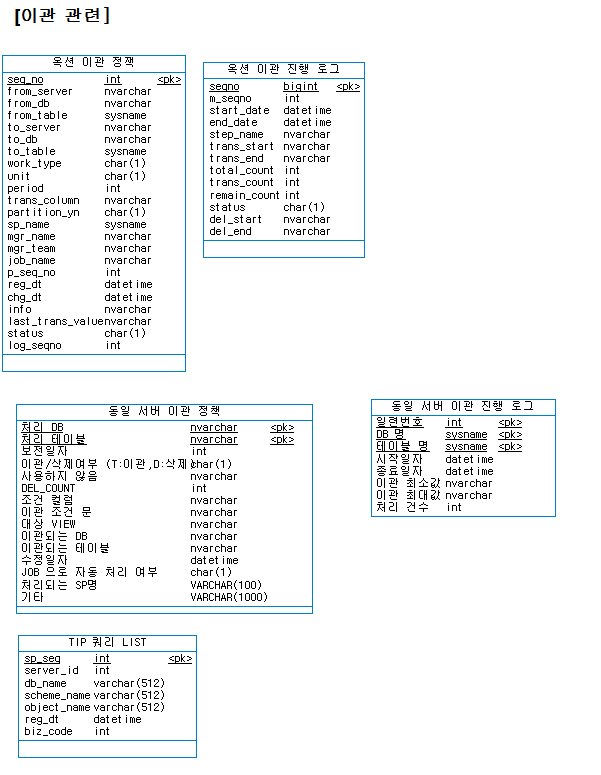 [이관 관련]
옥션 이관 정책
seq_no int <pk>
from_server nvarchar
from_db nvarchar
from_table sysname
to_server nvarchar
to_db nvarchar
to_table sysname
work_type char(1)
unit char(1)
period int
trans_column nvarchar
partition_yn char(1)
sp_name sysname
mgr_name nvarchar
mgr_team nvarchar
job_name nvarchar
p_seq_no int
reg_dt datetime
chg_dt datetime
info nvarchar
last_trans_value nvarchar
status char(1)
log_seqno int
옥션 이관 진행 로그
seqno bigint <pk>
m_seqno int
start_date datetime
end_date datetime
step_name nvarchar
trans_start nvarchar
trans_end nvarchar
total_count int
trans_count int
remain_count int
status char(1)
del_start nvarchar
del_end nvarchar
동일 서버 이관 정책
처리 DB nvarchar <pk>
처리 테이블 nvarchar <pk>
보전일자 int
이관/삭제여부 (T:이관,D:삭제) char(1)
사용하지 않음 nvarchar
DEL_COUNT int
조건 컬럼 nvarchar
이관 조건 문 nvarchar
대상 VIEW nvarchar
이관되는 DB nvarchar
이관되는 테이블 nvarchar
수정일자 datetime
JOB 으로 자동 처리 여부 char(1)
처리되는 SP명 VARCHAR(100)
기타 VARCHAR(1000)
동일 서버 이관 진행 로그
일련번호 int <pk>
DB 명 sysname <pk>
테이블 명 sysname <pk>
시작일자 datetime
종료일자 datetime
이관 최소값 nvarchar
이관 최대값 nvarchar
처리 건수 int
TIP 쿼리 LIST
sp_seq int <pk>
server_id int
db_name varchar(512)
scheme_name varchar(512)
object_name varchar(512)
reg_dt datetime
biz_code int